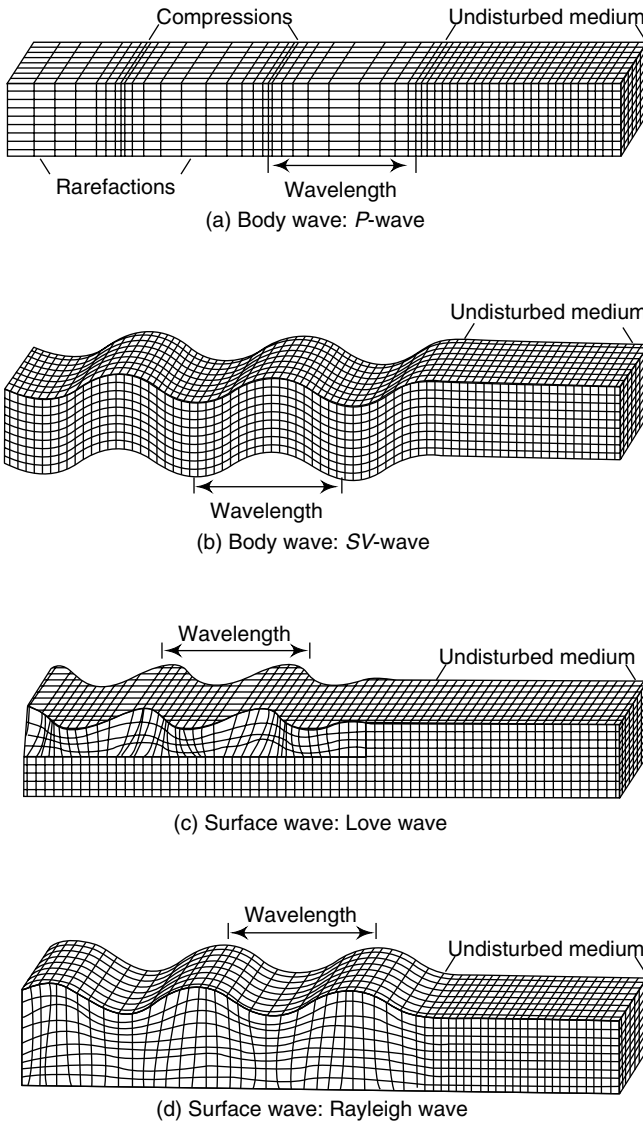 Compressions
Undisturbed medium
Rarefactions
Wavelength
(a) Body wave: P-wave
Undisturbed medium
Wavelength
(b) Body wave: SV-wave
Wavelength
Undisturbed medium
(c) Surface wave: Love wave
Wavelength
Undisturbed medium
(d) Surface wave: Rayleigh wave